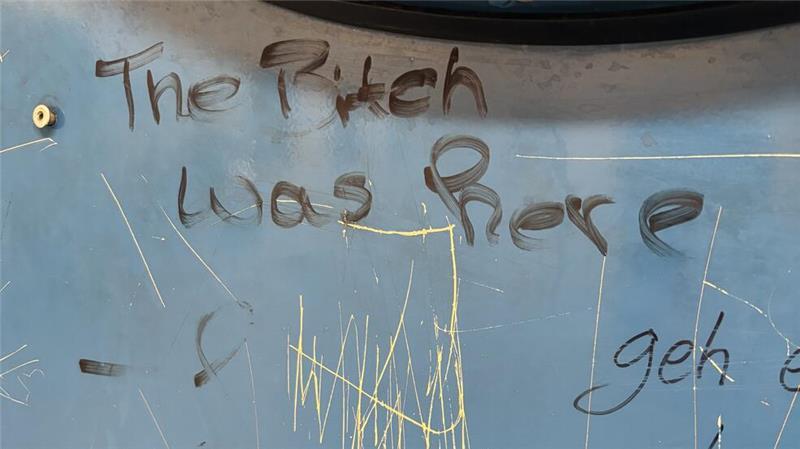 The Bitch
was here
geh